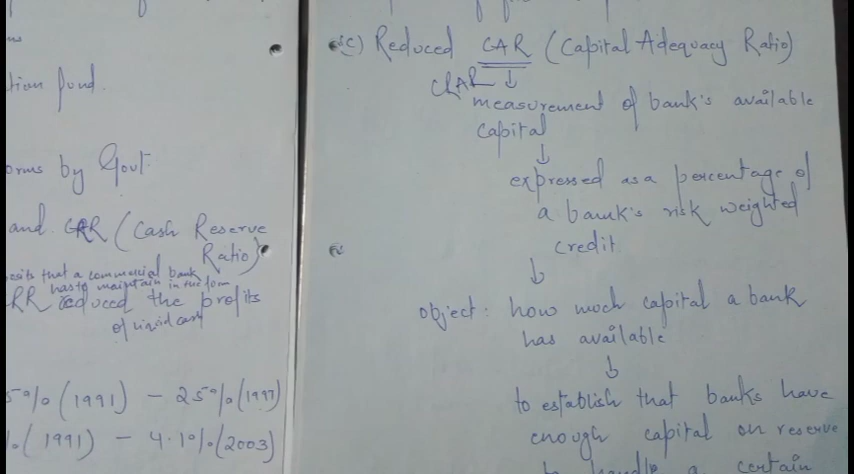 tion fund.
orms by Govt.
and CRR (Cash Reserve
Ratio)
osits that a commercial bank
has to maintain in the form
RR reduced the profits
of liquid cash
5% (1991) - 25% (1997)
% (1991) - 4.1% (2003)
(c) Reduced CAR (Capital Adequacy Ratio)
CRAR ↓
measurement of bank's available
capital
↓
expressed as a percentage of
a bank's risk weighted
credit
↓
Object: how much capital a bank
has available
↓
to establish that banks have
enough capital on reserve
to handle a certain